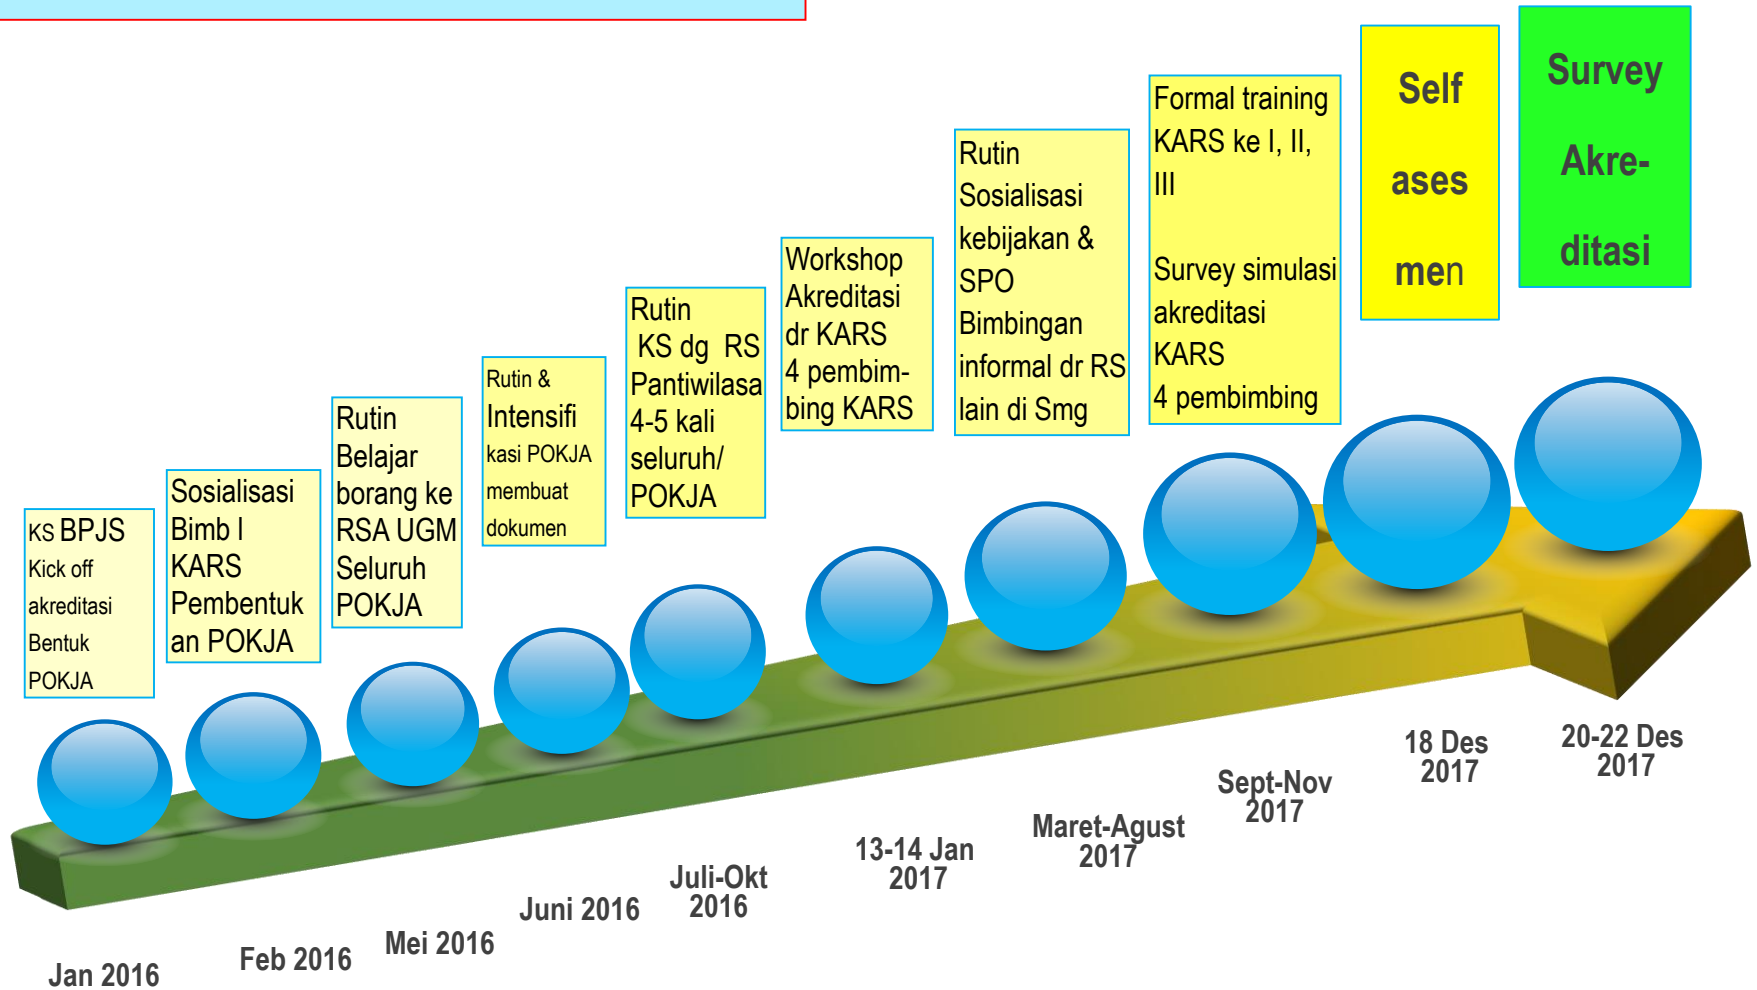 KS BPJS
Kick off
akreditasi
Bentuk
POKJA
Sosialisasi
Bimb I
KARS
Pembentuk
an POKJA
Rutin
Belajar
borang ke
RSA UGM
Seluruh
POKJA
Rutin &
Intensifi
kasi POKJA
membuat
dokumen
Rutin
KS dg RS
Pantiwilasa
4-5 kali
seluruh/
POKJA
Workshop
Akreditasi
dr KARS
4 pembim-
bing KARS
Rutin
Sosialisasi
kebijakan &
SPO
Bimbingan
informal dr RS
lain di Smg
Formal training
KARS ke I, II,
III
Survey simulasi
akreditasi
KARS
4 pembimbing
Self
ases
men
Survey
Akre-
ditasi
Jan 2016
Feb 2016
Mei 2016
Juni 2016
Juli-Okt
2016
13-14 Jan
2017
Maret-Agust
2017
Sept-Nov
2017
18 Des
2017
20-22 Des
2017